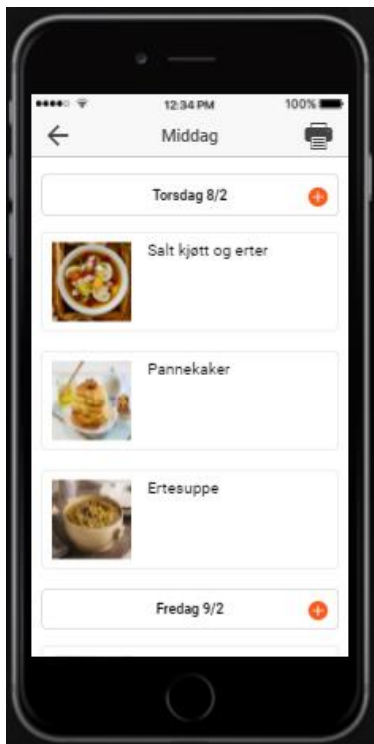 12:34 PM
100%
Middag
Torsdag 8/2
Salt kjøtt og erter
Pannekaker
Ertesuppe
Fredag 9/2